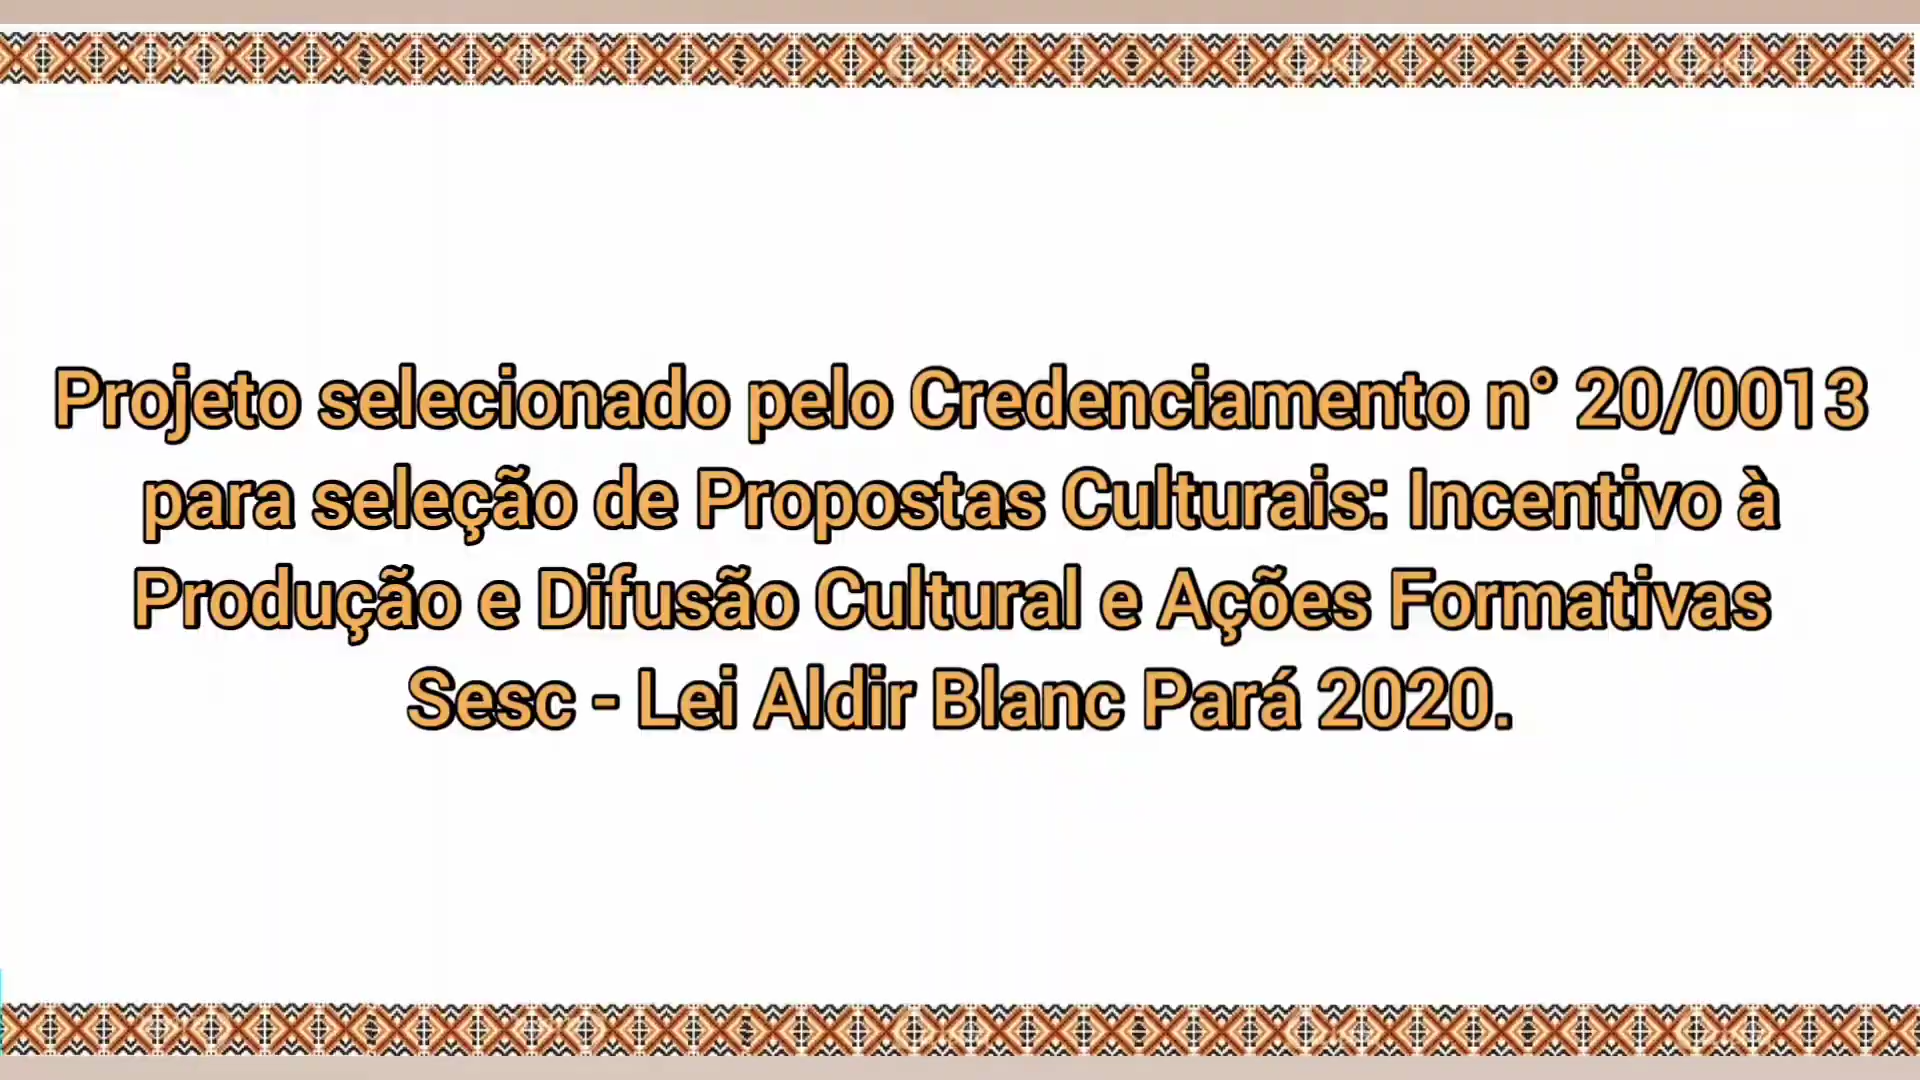 Projeto selecionado pelo Credenciamento n° 20/0013
para seleção de Propostas Culturais: Incentivo à
Produção e Difusão Cultural e Ações Formativas
Sesc - Lei Aldir Blanc Pará 2020.